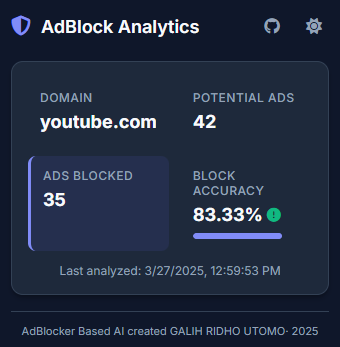 AdBlock Analytics
DOMAIN
youtube.com
POTENTIAL ADS
42
ADS BLOCKED
35
BLOCK
ACCURACY
83.33%
Last analyzed: 3/27/2025, 12:59:53 PM
AdBlocker Based AI created GALIH RIDHO UTOMO· 2025